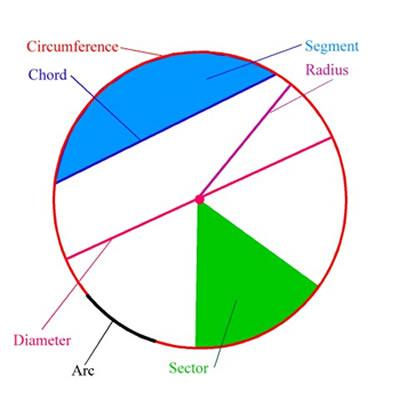 Circumference
Segment
Chord
Radius
Diameter
Arc
Sector